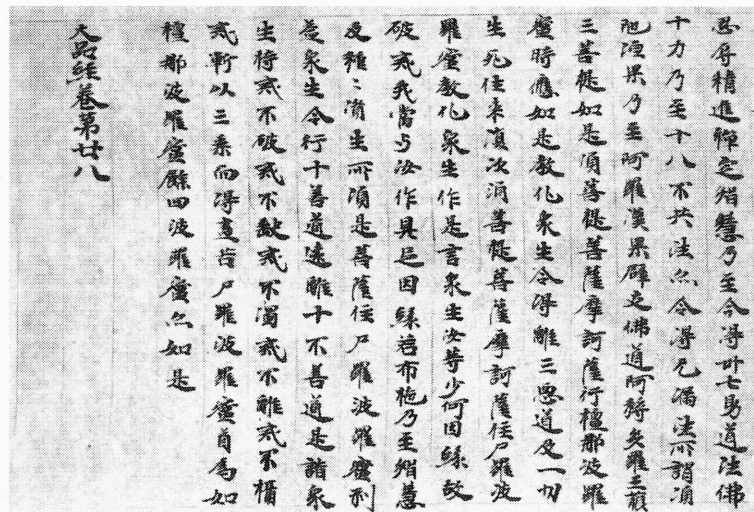 忍辱精進禪定智慧乃至令得卅七助道法佛
十力乃至十八不共法亦令得无漏法所謂須
陁洹果乃至阿羅漢果辟支佛道阿耨多羅三藐
三菩提如是須菩提菩薩摩訶薩行檀那波羅
蜜時應如是教化眾生令得離三惡道及一切
生死往來復次須菩提菩薩摩訶薩住尸羅波
羅蜜教化眾生作是言眾生汝等少何因緣故
破戒我當与汝作具足因緣若布施乃至智慧
及種〻資生所須是菩薩住尸羅波羅蜜利
益眾生令行十善道遠離十不善道是諸眾
生持戒不破戒不缺戒不濁戒不雜戒不
戒漸以三乘而得盡苦尸羅波羅蜜首為如
檀那波羅蜜餘四波羅蜜亦如是
大品經卷第廿八